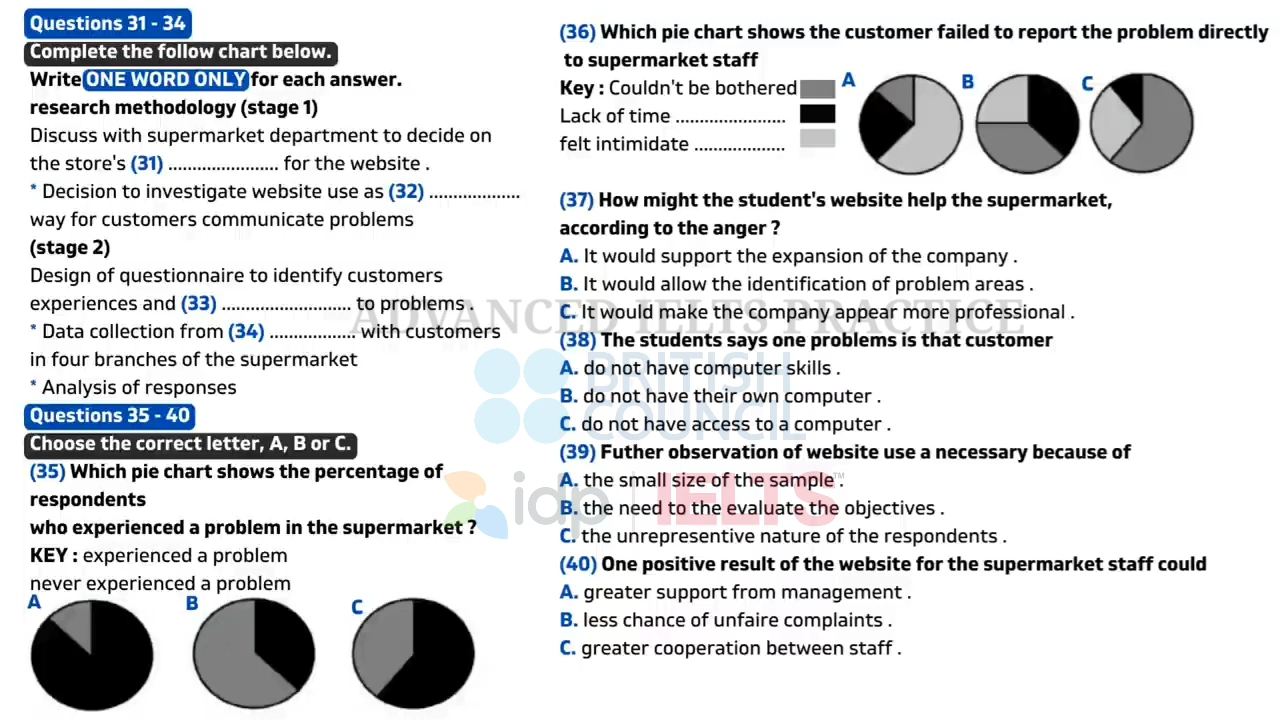 Questions 31 - 34
Complete the follow chart below.
Write ONE WORD ONLY for each answer.
research methodology (stage 1)
Discuss with supermarket department to decide on
the store's (31) ...................... for the website .
* Decision to investigate website use as (32) ..................
way for customers communicate problems
(stage 2)
Design of questionnaire to identify customers
experiences and (33) .......................... to problems .
* Data collection from (34) ................. with customers
in four branches of the supermarket
* Analysis of responses
Questions 35 - 40
Choose the correct letter, A, B or C.
(35) Which pie chart shows the percentage of
respondents
who experienced a problem in the supermarket ?
KEY : experienced a problem
never experienced a problem
A B C
(36) Which pie chart shows the customer failed to report the problem directly
to supermarket staff
Key : Couldn't be bothered
Lack of time ......................
felt intimidate ..................
A B C
(37) How might the student's website help the supermarket,
according to the anger ?
A. It would support the expansion of the company .
B. It would allow the identification of problem areas .
C. It would make the company appear more professional .
(38) The students says one problems is that customer
A. do not have computer skills .
B. do not have their own computer .
C. do not have access to a computer .
(39) Futher observation of website use a necessary because of
A. the small size of the sample .
B. the need to the evaluate the objectives .
C. the unrepresentive nature of the respondents .
(40) One positive result of the website for the supermarket staff could
A. greater support from management .
B. less chance of unfaire complaints .
C. greater cooperation between staff .
ADVANCED IELTS PRACTICE
BRITISH
COUNCIL
idp IELTS™